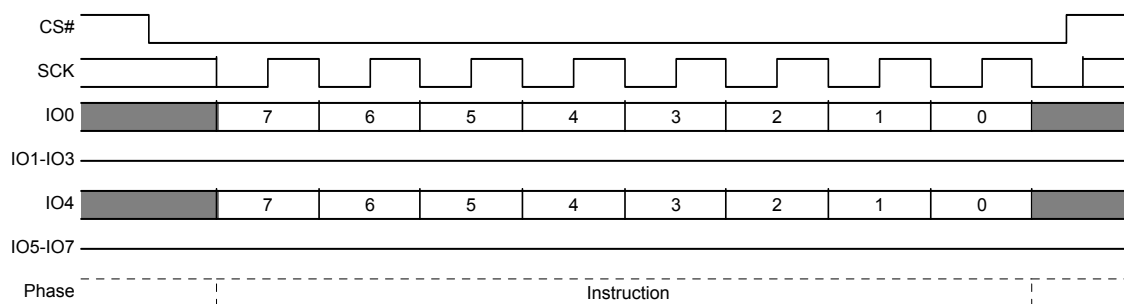 CS#
SCK
IO0 7 6 5 4 3 2 1 0
IO1-IO3
IO4 7 6 5 4 3 2 1 0
IO5-IO7
Phase Instruction